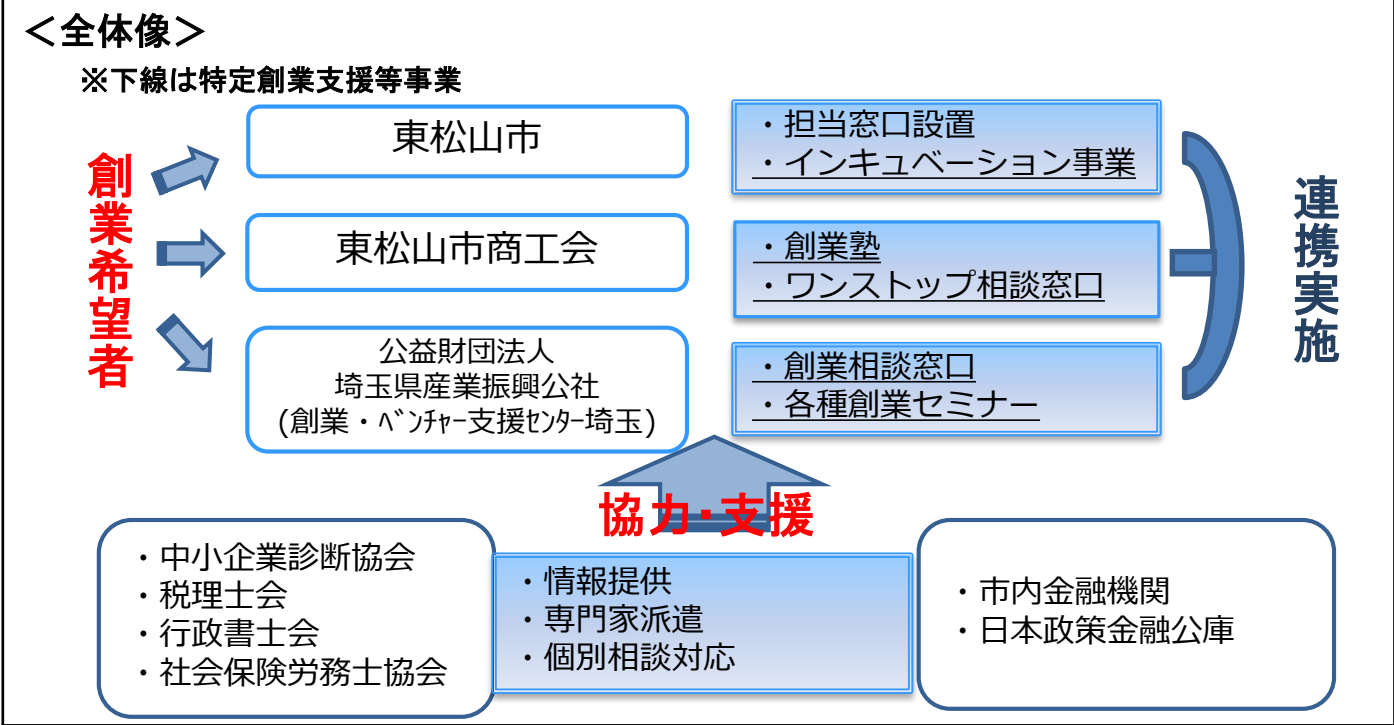 ＜全体像＞
※下線は特定創業支援等事業
創業希望者
東松山市
・担当窓口設置
・インキュベーション事業
東松山市商工会
・創業塾
・ワンストップ相談窓口
公益財団法人
埼玉県産業振興公社
(創業・ﾍﾞﾝﾁｬｰ支援ｾﾝﾀｰ埼玉)
・創業相談窓口
・各種創業セミナー
連携実施
協力・支援
・中小企業診断協会
・税理士会
・行政書士会
・社会保険労務士協会
・情報提供
・専門家派遣
・個別相談対応
・市内金融機関
・日本政策金融公庫